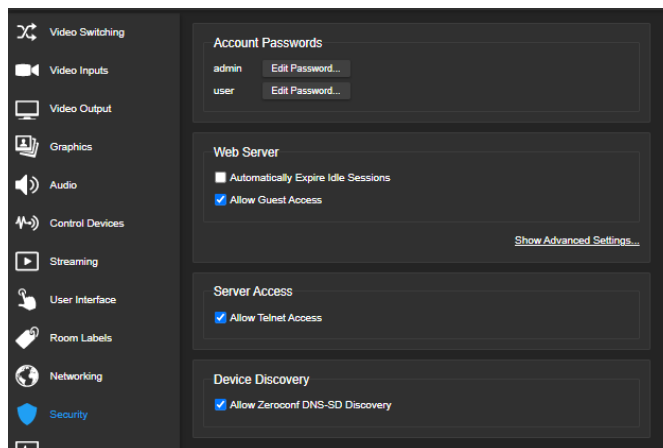 Video Switching
Video Inputs
Video Output
Graphics
Audio
Control Devices
Streaming
User Interface
Room Labels
Networking
Security
Account Passwords
admin Edit Password...
user Edit Password...
Web Server
Automatically Expire Idle Sessions
Allow Guest Access
Show Advanced Settings...
Server Access
Allow Telnet Access
Device Discovery
Allow Zeroconf DNS-SD Discovery